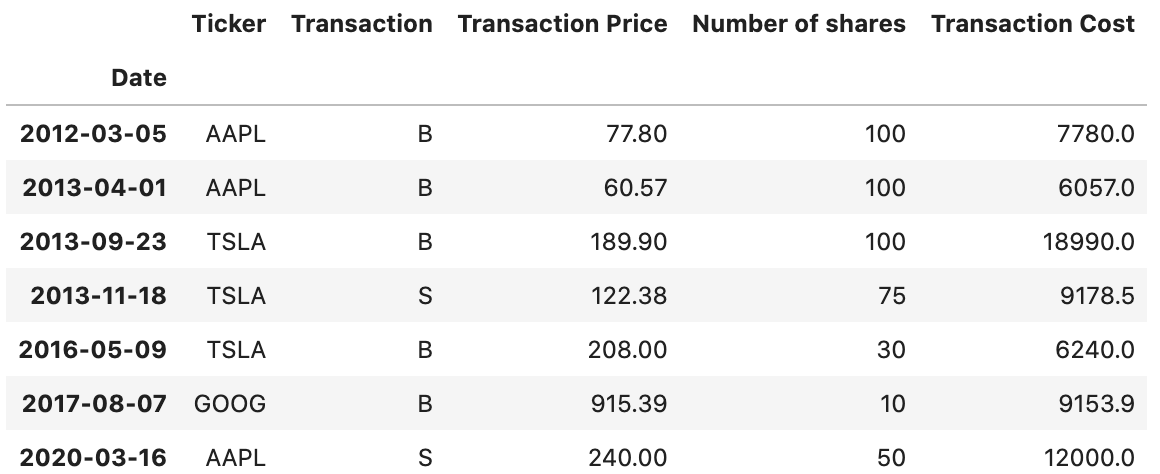 Ticker Transaction Transaction Price Number of shares Transaction Cost
Date
2012-03-05 AAPL B 77.80 100 7780.0
2013-04-01 AAPL B 60.57 100 6057.0
2013-09-23 TSLA B 189.90 100 18990.0
2013-11-18 TSLA S 122.38 75 9178.5
2016-05-09 TSLA B 208.00 30 6240.0
2017-08-07 GOOG B 915.39 10 9153.9
2020-03-16 AAPL S 240.00 50 12000.0